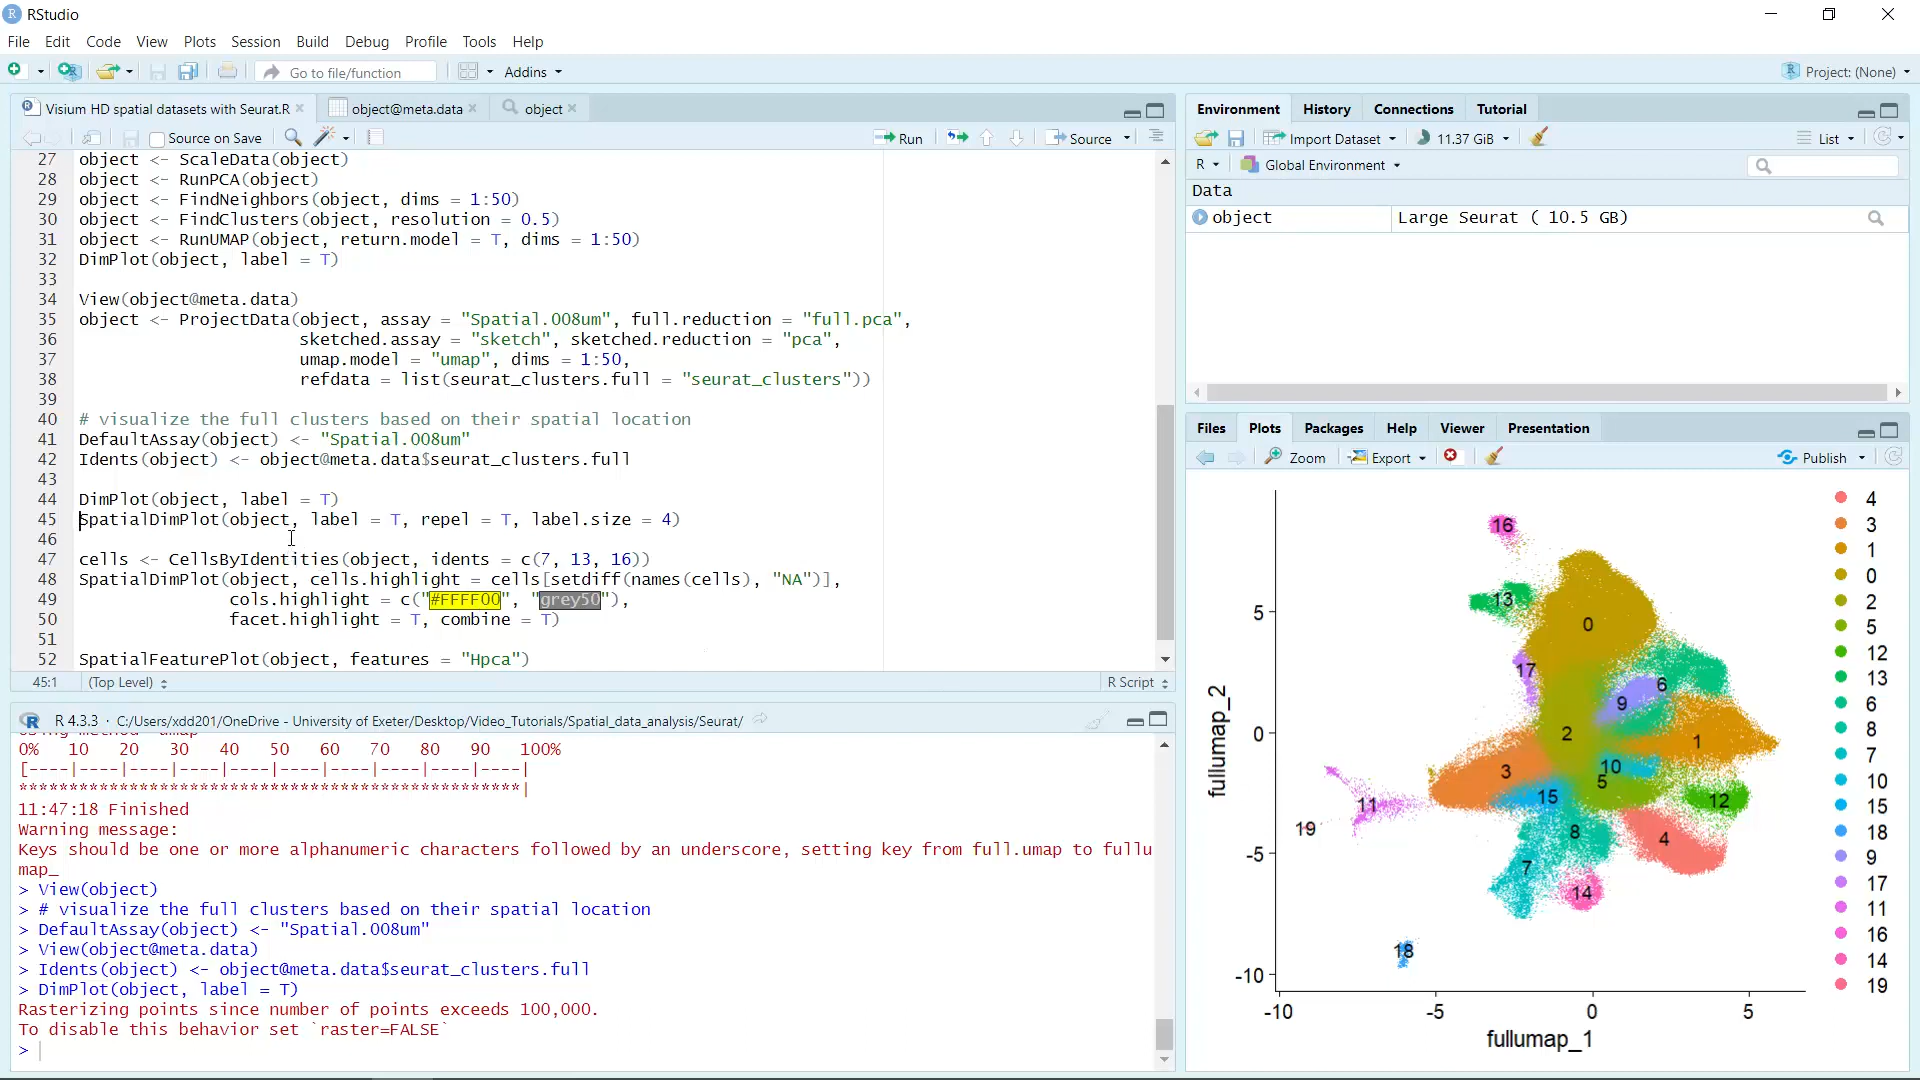 RStudio
File Edit Code View Plots Session Build Debug Profile Tools Help
Go to file/function Addins Project: (None)
Visium HD spatial datasets with Seurat.R object@meta.data object
Source on Save Run Source
27 object <- ScaleData(object)
28 object <- RunPCA(object)
29 object <- FindNeighbors(object, dims = 1:50)
30 object <- FindClusters(object, resolution = 0.5)
31 object <- RunUMAP(object, return.model = T, dims = 1:50)
32 DimPlot(object, label = T)
33
34 View(object@meta.data)
35 object <- ProjectData(object, assay = "Spatial.008um", full.reduction = "full.pca",
36 sketched.assay = "sketch", sketched.reduction = "pca",
37 umap.model = "umap", dims = 1:50,
38 refdata = list(seurat_clusters.full = "seurat_clusters"))
39
40 # visualize the full clusters based on their spatial location
41 DefaultAssay(object) <- "Spatial.008um"
42 Idents(object) <- object@meta.data$seurat_clusters.full
43
44 DimPlot(object, label = T)
45 SpatialDimPlot(object, label = T, repel = T, label.size = 4)
46
47 cells <- CellsByIdentities(object, idents = c(7, 13, 16))
48 SpatialDimPlot(object, cells.highlight = cells[setdiff(names(cells), "NA")],
49 cols.highlight = c("#FFFF00", "grey50"),
50 facet.highlight = T, combine = T)
51
52 SpatialFeaturePlot(object, features = "Hpca")
45:1 (Top Level) R Script
R 4.3.3 · C:/Users/xdd201/OneDrive - University of Exeter/Desktop/Video_Tutorials/Spatial_data_analysis/Seurat/
0% 10 20 30 40 50 60 70 80 90 100%
[----|----|----|----|----|----|----|----|----|----|
**************************************************|
11:47:18 Finished
Warning message:
Keys should be one or more alphanumeric characters followed by an underscore, setting key from full.umap to fullu
map_
> View(object)
> # visualize the full clusters based on their spatial location
> DefaultAssay(object) <- "Spatial.008um"
> View(object@meta.data)
> Idents(object) <- object@meta.data$seurat_clusters.full
> DimPlot(object, label = T)
Rasterizing points since number of points exceeds 100,000.
To disable this behavior set `raster=FALSE`
>
Environment History Connections Tutorial
Import Dataset 11.37 GiB List
R Global Environment
Data
object Large Seurat ( 10.5 GB)
Files Plots Packages Help Viewer Presentation
Zoom Export Publish
fullumap_2
5
0
-5
-10
-10 -5 0 5
fullumap_1
16
13
0
17
6
9
2
1
3
10
5
15
12
11
19
8
4
7
14
18
4
3
1
0
2
5
12
13
6
8
7
10
15
18
9
17
11
16
14
19